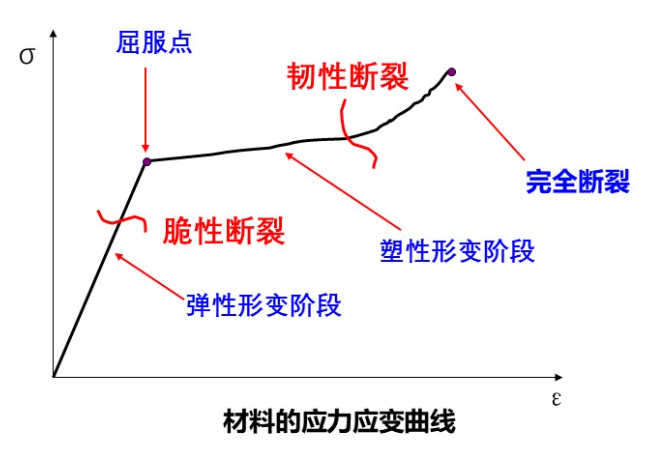 屈服点
σ
韧性断裂
完全断裂
脆性断裂
塑性形变阶段
弹性形变阶段
ε
材料的应力应变曲线